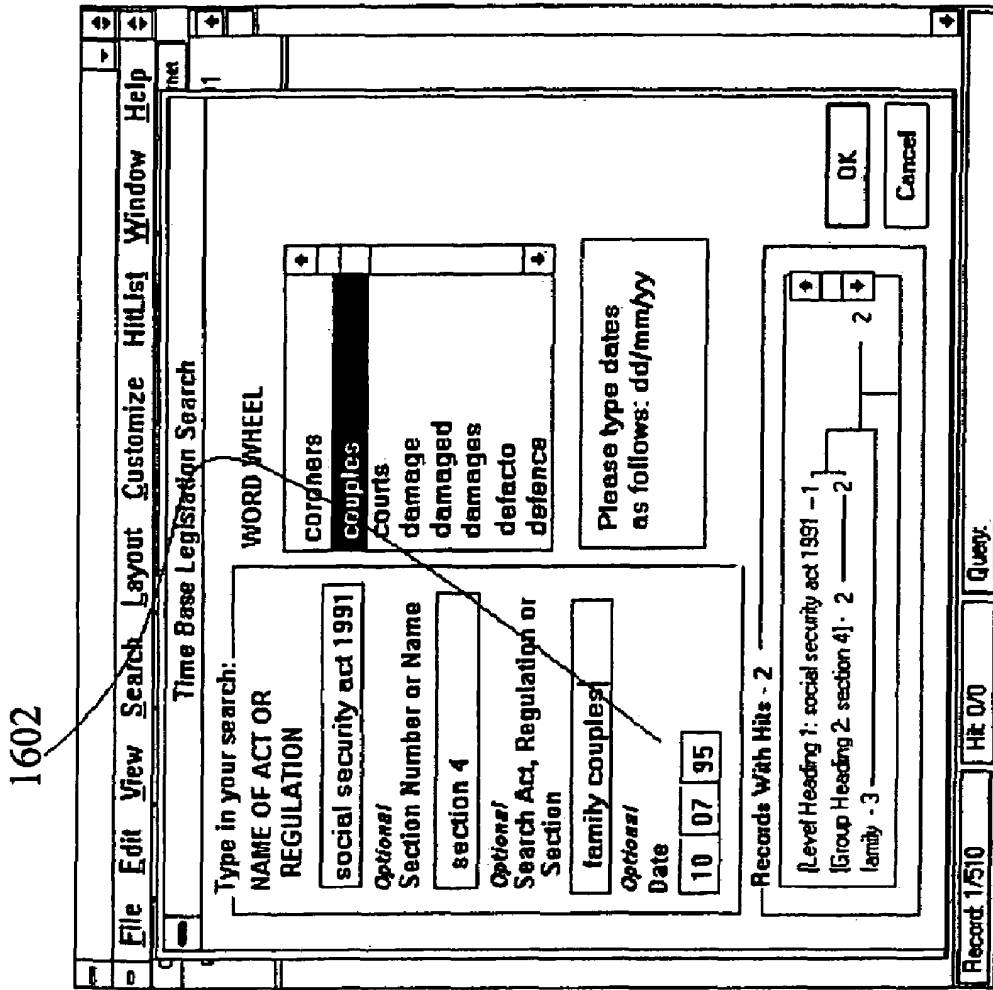 1602
File Edit View Search Layout Customize HitList Window Help
Time Base Legislation Search
Type in your search:
NAME OF ACT OR
REGULATION
social security act 1991
Optional
Section Number or Name
section 4
Optional
Search Act, Regulation or
Section
family couples
Optional
Date
10 07 95
WORD WHEEL
coroners
couples
courts
damage
damaged
damages
defacto
defence
Please type dates
as follows: dd/mm/yy
Records With Hits - 2
[Level Heading 1: social security act 1991 - 1
[Group Heading 2: section 4] - 2
2
2
family - 3
OK
Cancel
Record: 1/510
Hit: 0/0
Query: